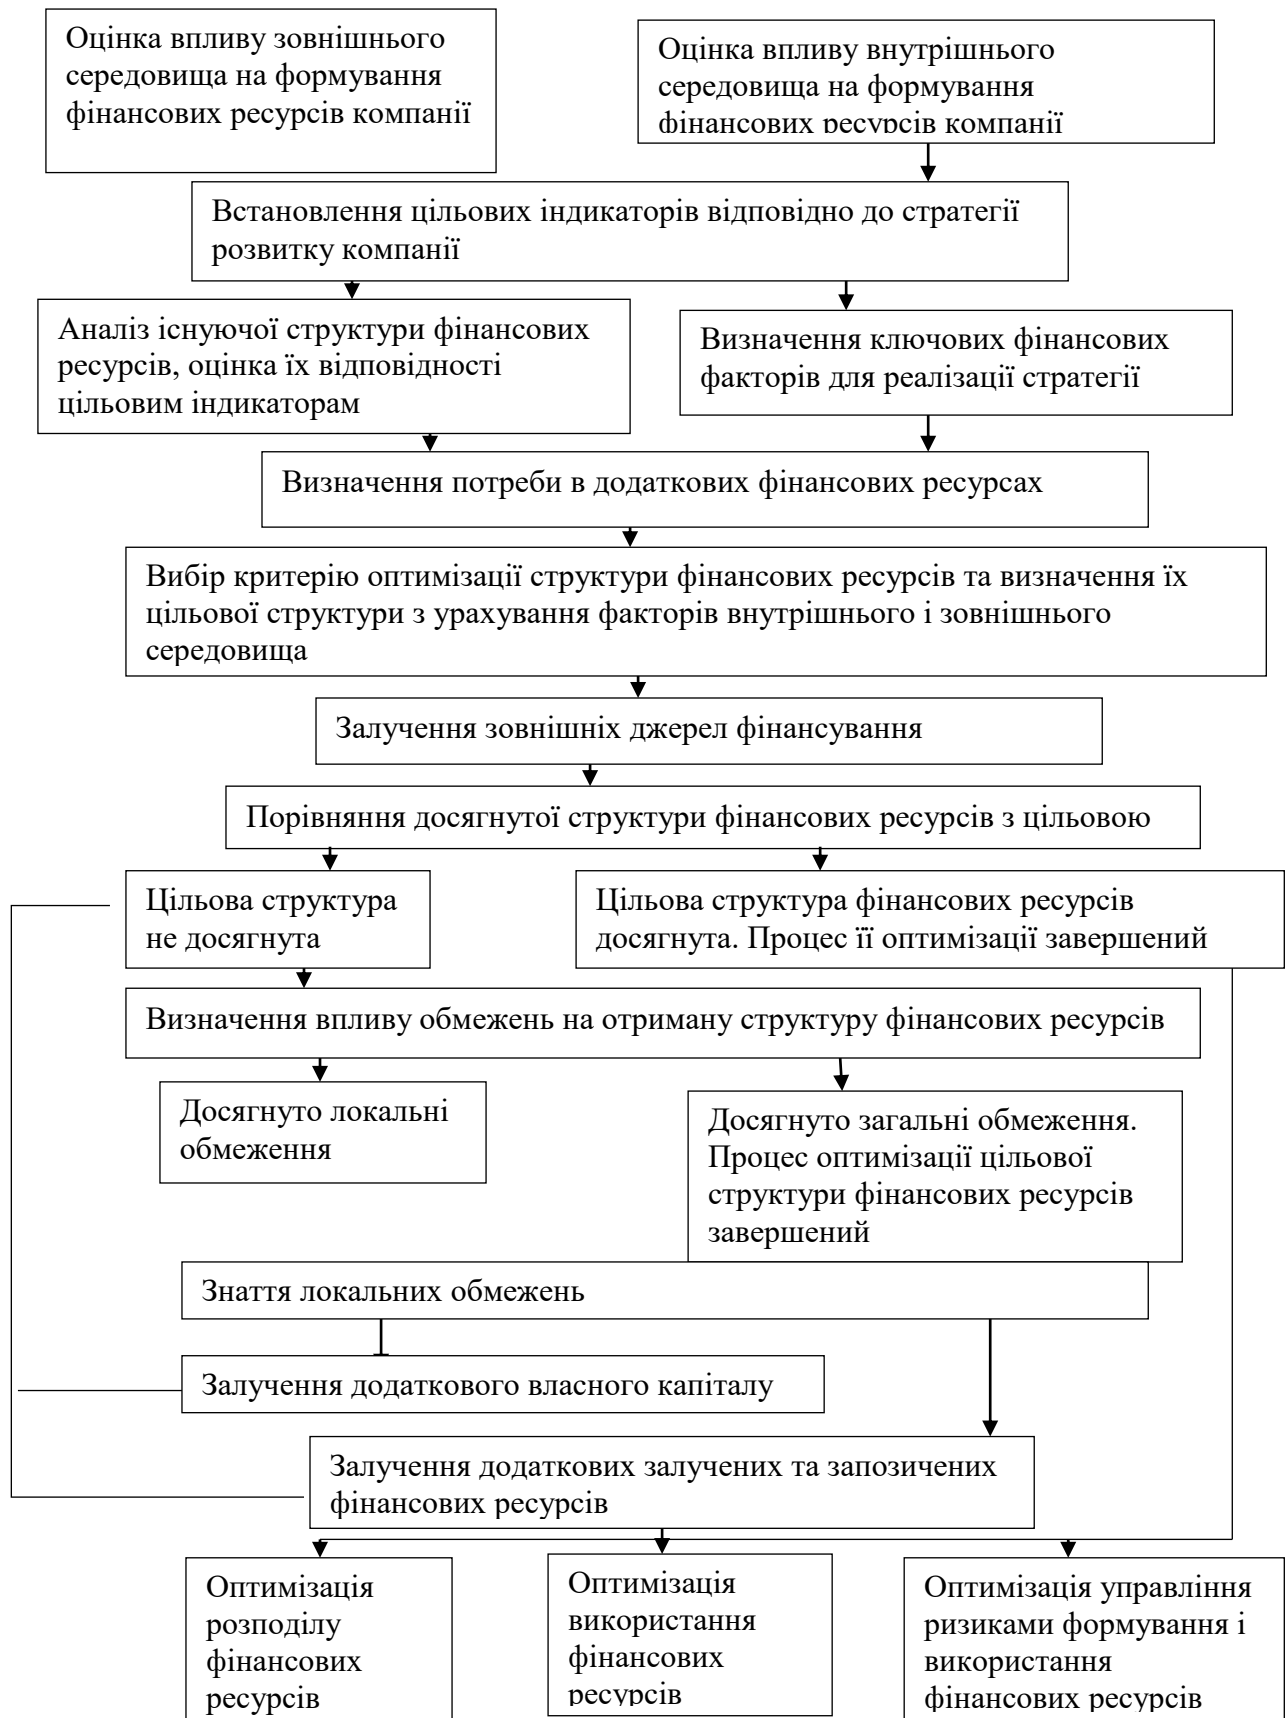 Оцінка впливу зовнішнього
середовища на формування
фінансових ресурсів компанії
Оцінка впливу внутрішнього
середовища на формування
фінансових ресурсів компанії
Встановлення цільових індикаторів відповідно до стратегії
розвитку компанії
Аналіз існуючої структури фінансових
ресурсів, оцінка їх відповідності
цільовим індикаторам
Визначення ключових фінансових
факторів для реалізації стратегії
Визначення потреби в додаткових фінансових ресурсах
Вибір критерію оптимізації структури фінансових ресурсів та визначення їх
цільової структури з урахування факторів внутрішнього і зовнішнього
середовища
Залучення зовнішніх джерел фінансування
Порівняння досягнутої структури фінансових ресурсів з цільовою
Цільова структура
не досягнута
Цільова структура фінансових ресурсів
досягнута. Процес її оптимізації завершений
Визначення впливу обмежень на отриману структуру фінансових ресурсів
Досягнуто локальні
обмеження
Досягнуто загальні обмеження.
Процес оптимізації цільової
структури фінансових ресурсів
завершений
Знаття локальних обмежень
Залучення додаткового власного капіталу
Залучення додаткових залучених та запозичених
фінансових ресурсів
Оптимізація
розподілу
фінансових
ресурсів
Оптимізація
використання
фінансових
ресурсів
Оптимізація управління
ризиками формування і
використання
фінансових ресурсів